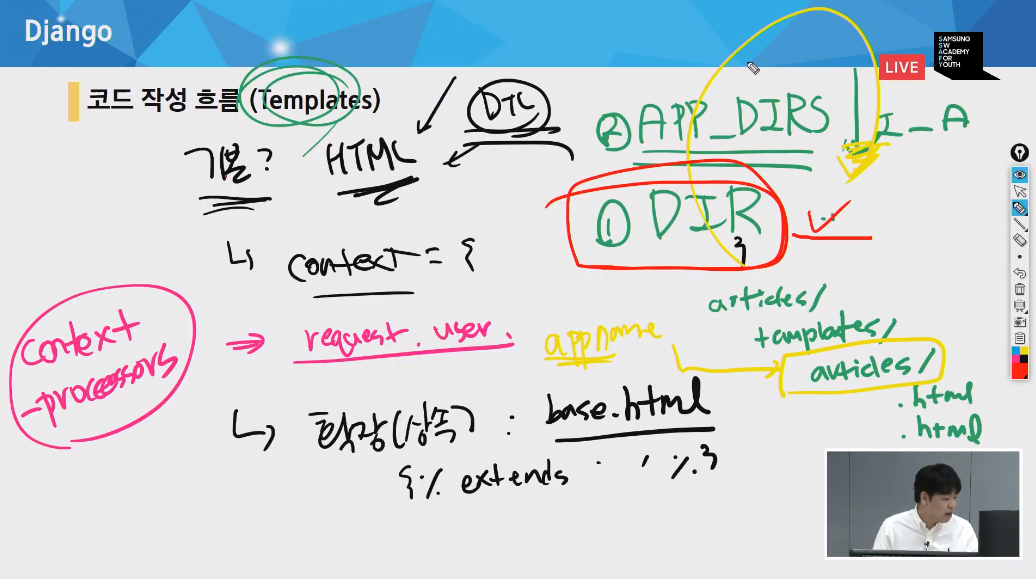 Django
SAMSUNG
SW
ACADEMY
FOR
YOUTH
LIVE
코드 작성 흐름 (Templates)
DTL
② APP_DIRS I_A
기본? HTML
① DIR
context = {
}
articles/
templates/
articles/
.html
.html
context
-processors
⇒ request.user.
appname
확장(상속) : base.html
{% extends ' ' %}